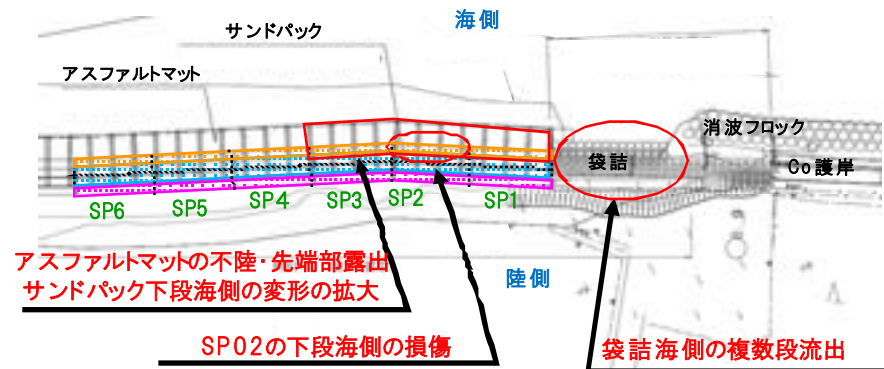 海側
サンドパック
アスファルトマット
消波フロック
袋詰
Co護岸
SP6 SP5 SP4 SP3 SP2 SP1
陸側
アスファルトマットの不陸・先端部露出
サンドパック下段海側の変形の拡大
SP02の下段海側の損傷
袋詰海側の複数段流出